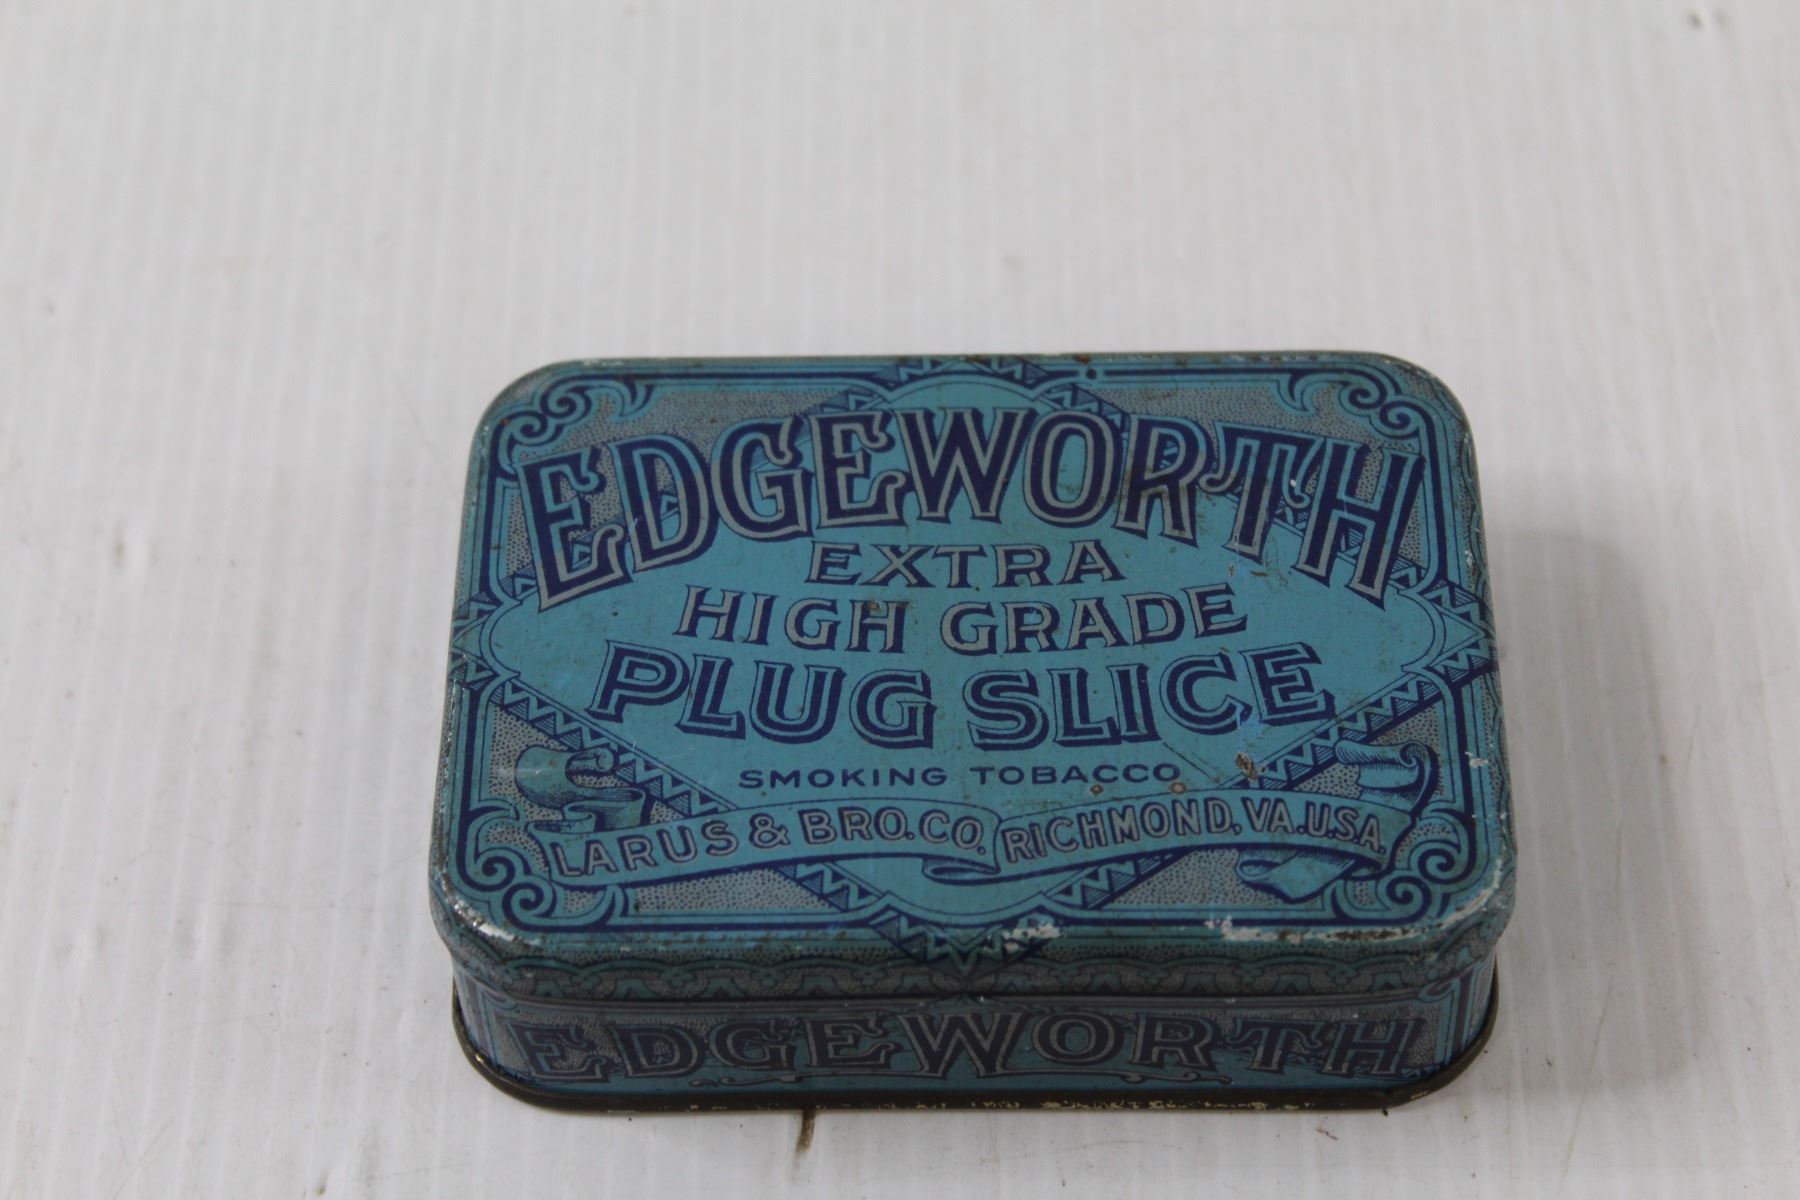 EDGEWORTH
EXTRA
HIGH GRADE
PLUG SLICE
SMOKING TOBACCO
LARUS & BRO. CO. RICHMOND, VA. U.S.A.
EDGEWORTH